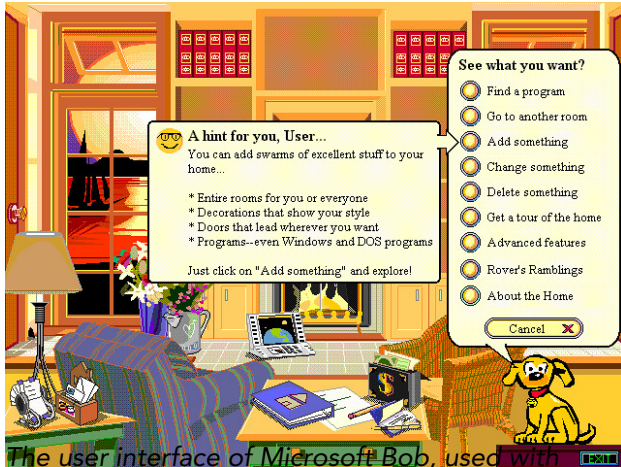 See what you want?
Find a program
Go to another room
Add something
Change something
Delete something
Get a tour of the home
Advanced features
Rover's Ramblings
About the Home
Cancel X
A hint for you, User...
You can add swarms of excellent stuff to your
home...
* Entire rooms for you or everyone
* Decorations that show your style
* Doors that lead wherever you want
* Programs--even Windows and DOS programs
Just click on "Add something" and explore!
EXIT
The user interface of Microsoft Bob, used with